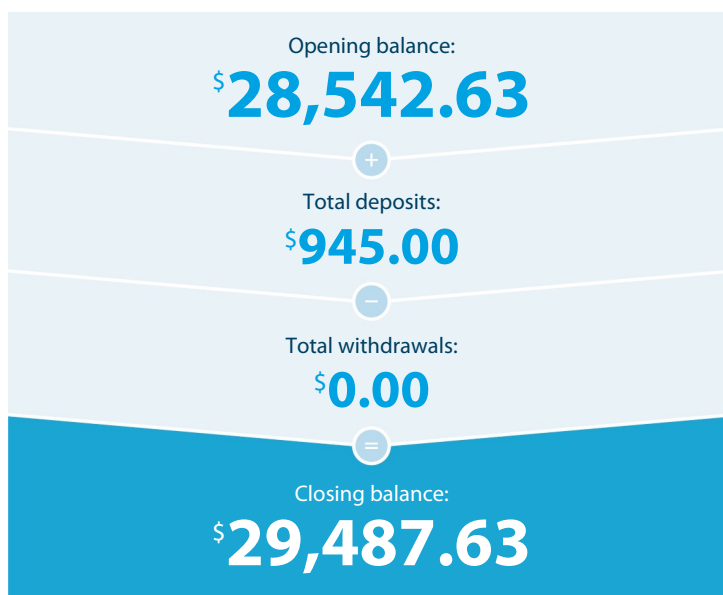 Opening balance:
$28,542.63
+
Total deposits:
$945.00
−
Total withdrawals:
$0.00
=
Closing balance:
$29,487.63